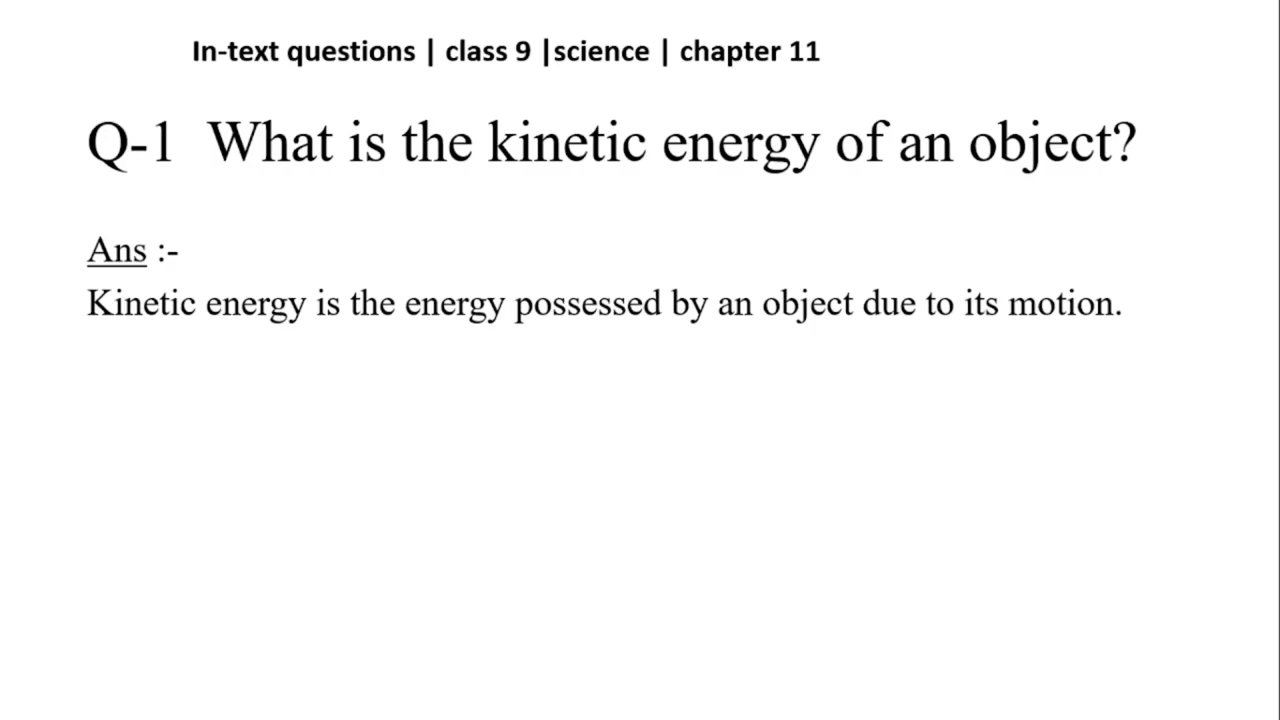 In-text questions | class 9 |science | chapter 11
Q-1 What is the kinetic energy of an object?
Ans :-
Kinetic energy is the energy possessed by an object due to its motion.